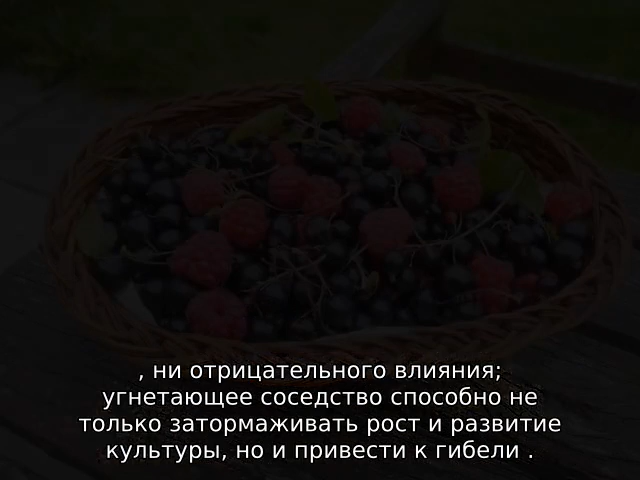 , ни отрицательного влияния;
угнетающее соседство способно не
только затормаживать рост и развитие
культуры, но и привести к гибели .